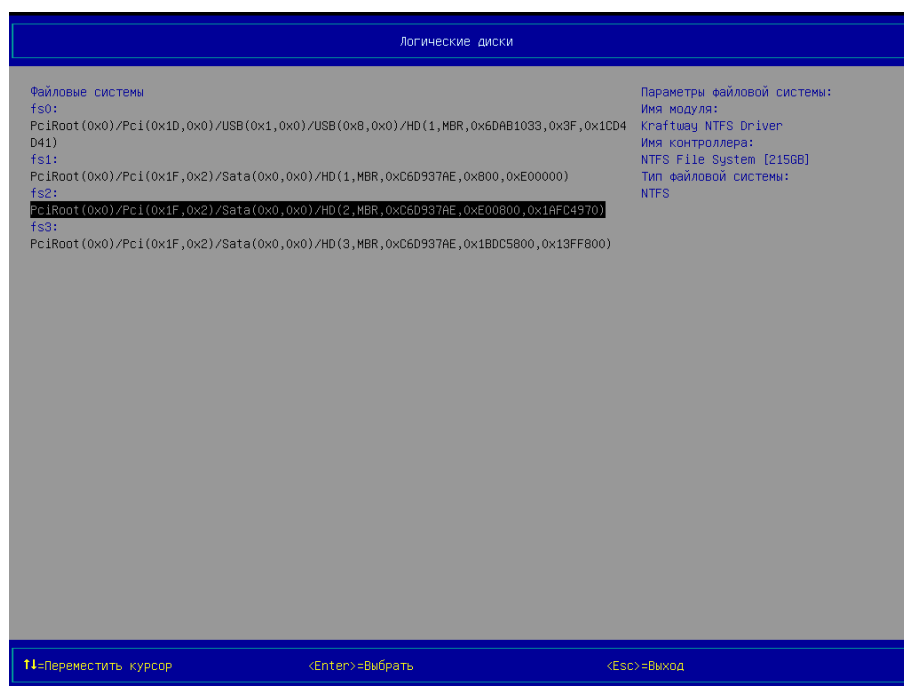 Логические диски
Файловые системы
fs0:
PciRoot(0x0)/Pci(0x1D,0x0)/USB(0x1,0x0)/USB(0x8,0x0)/HD(1,MBR,0x6DAB1033,0x3F,0x1CD4
D41)
fs1:
PciRoot(0x0)/Pci(0x1F,0x2)/Sata(0x0,0x0)/HD(1,MBR,0xC6D937AE,0x800,0xE00000)
fs2:
PciRoot(0x0)/Pci(0x1F,0x2)/Sata(0x0,0x0)/HD(2,MBR,0xC6D937AE,0xE00800,0x1AFC4970)
fs3:
PciRoot(0x0)/Pci(0x1F,0x2)/Sata(0x0,0x0)/HD(3,MBR,0xC6D937AE,0x1BDC5800,0x13FF800)
Параметры файловой системы:
Имя модуля:
Kraftway NTFS Driver
Имя контроллера:
NTFS File System [215GB]
Тип файловой системы:
NTFS
↑↓=Переместить курсор
<Enter>=Выбрать
<Esc>=Выход